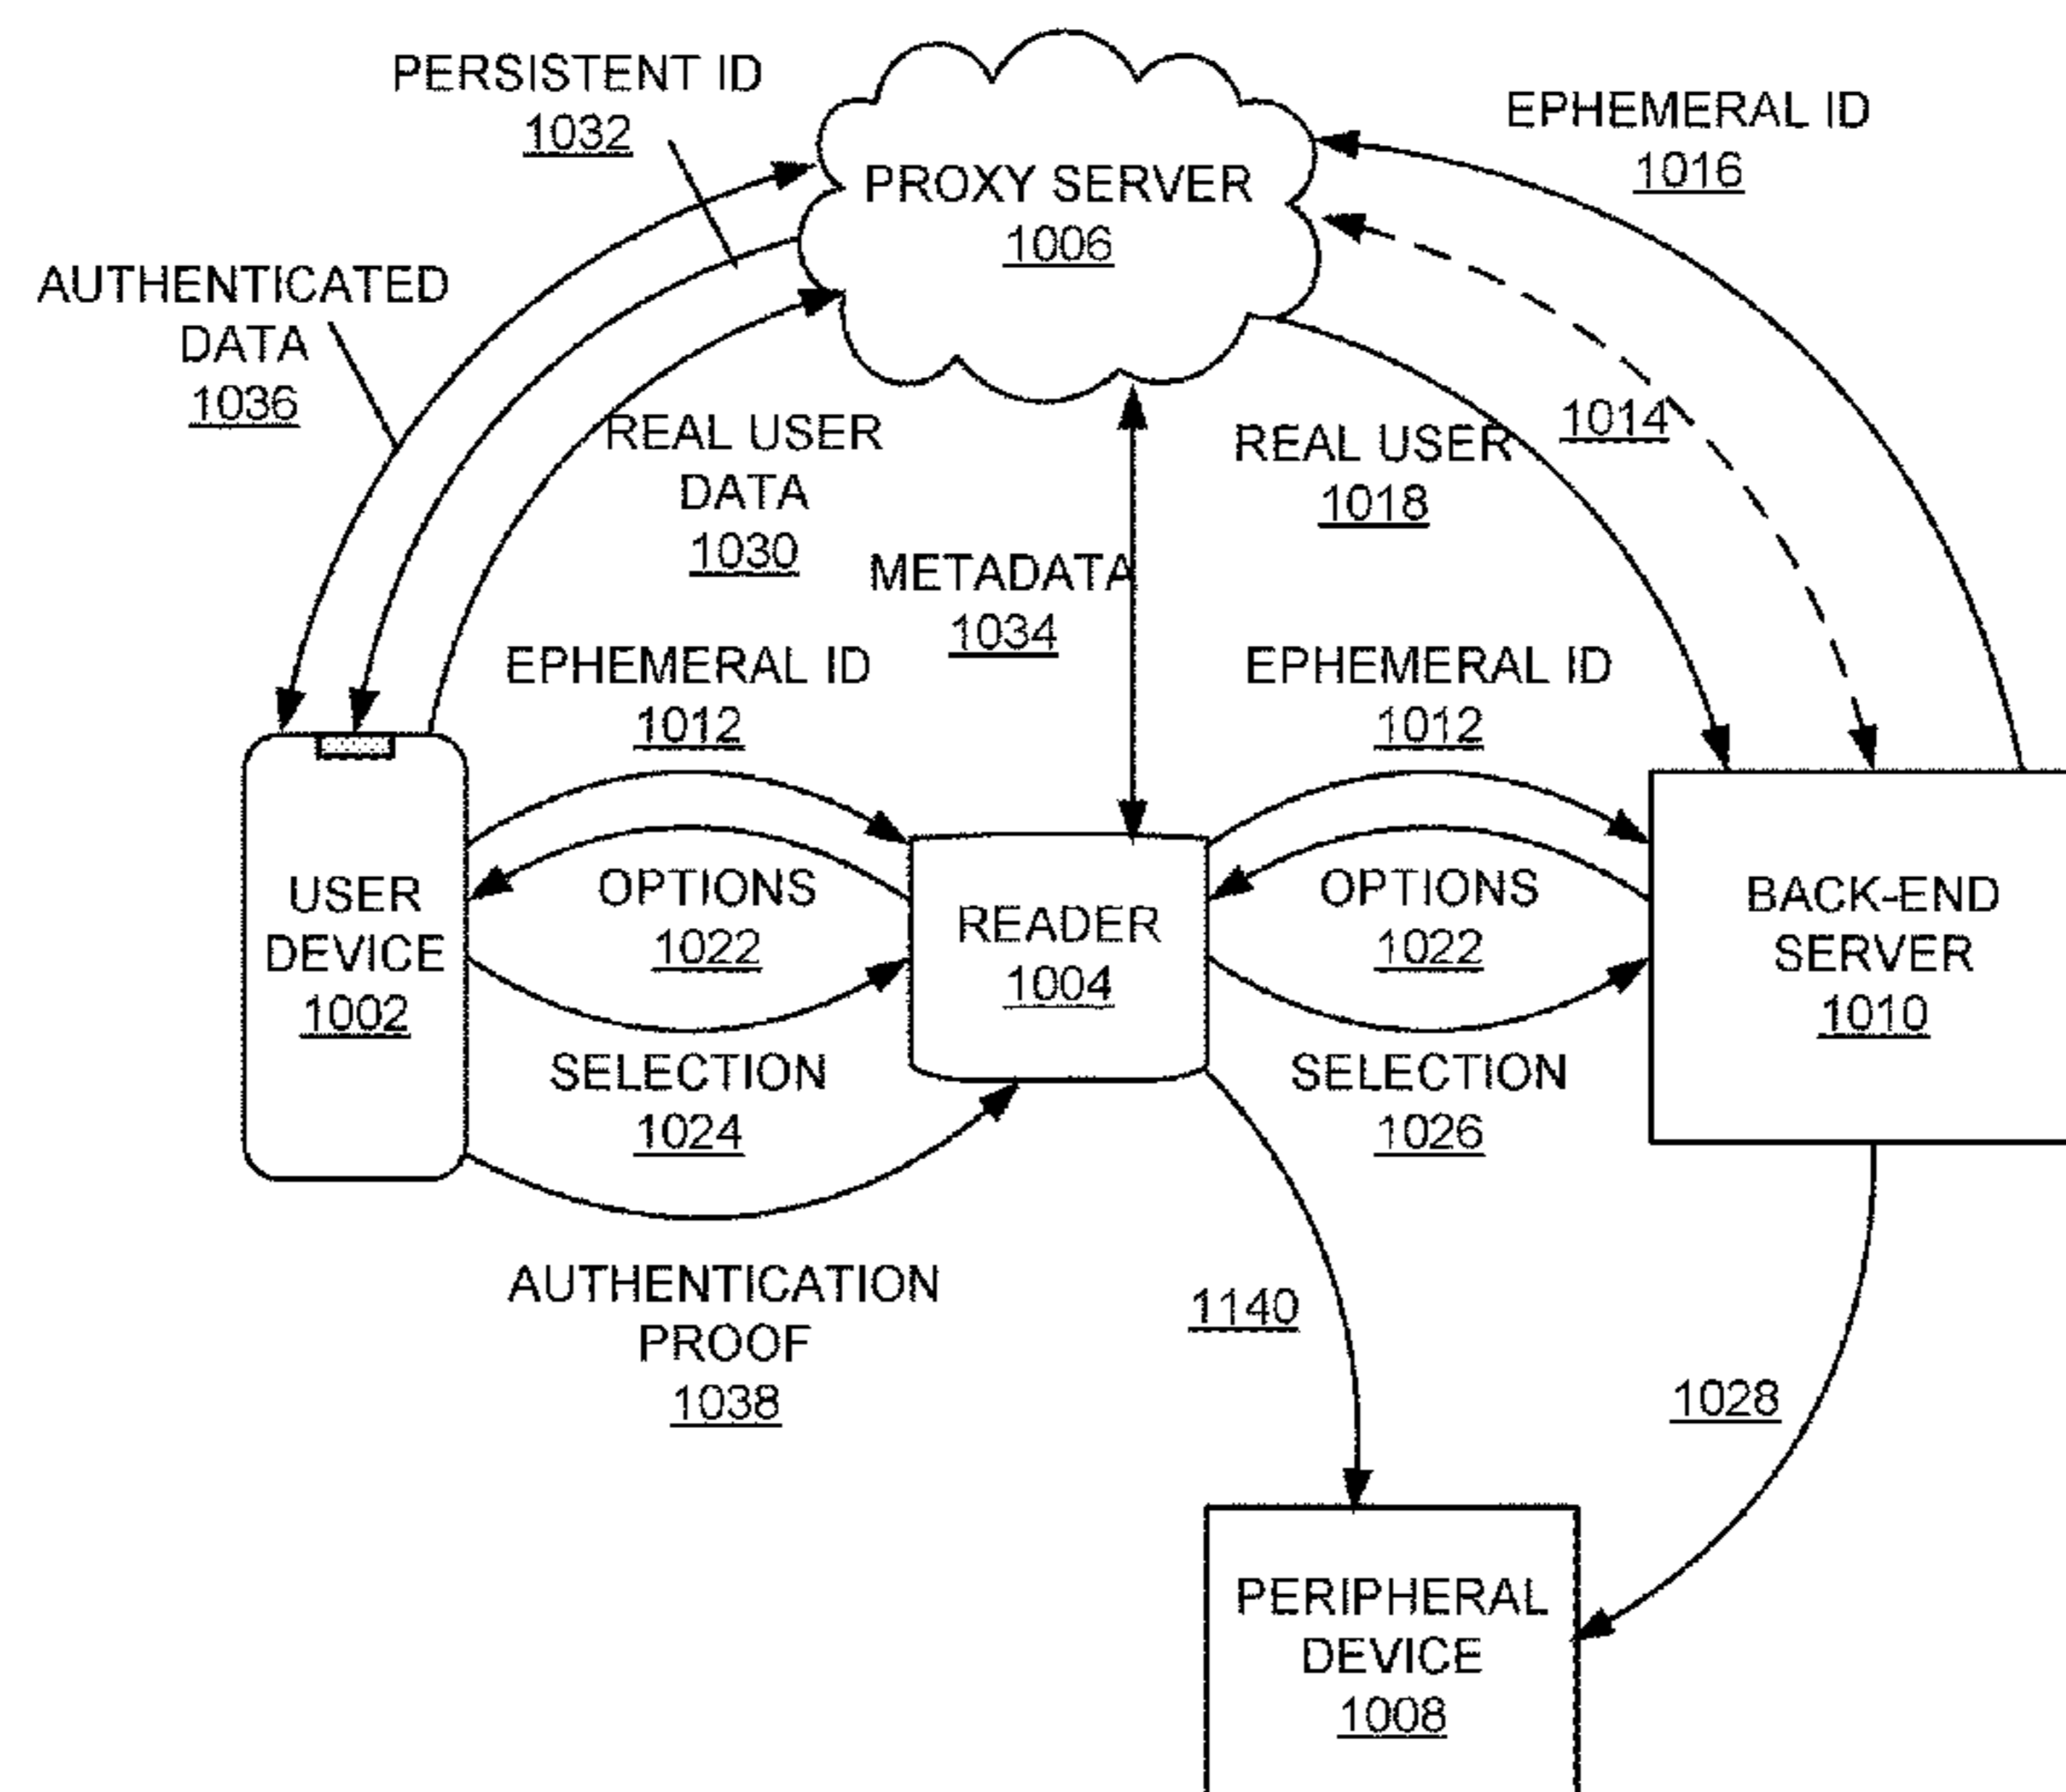 PERSISTENT ID
1032
EPHEMERAL ID
1016
PROXY SERVER
1006
AUTHENTICATED
DATA
1036
REAL USER
DATA
1030
REAL USER
1018
1014
METADATA
1034
EPHEMERAL ID
1012
EPHEMERAL ID
1012
USER
DEVICE
1002
OPTIONS
1022
READER
1004
OPTIONS
1022
BACK-END
SERVER
1010
SELECTION
1024
SELECTION
1026
AUTHENTICATION
PROOF
1038
1140
1028
PERIPHERAL
DEVICE
1008